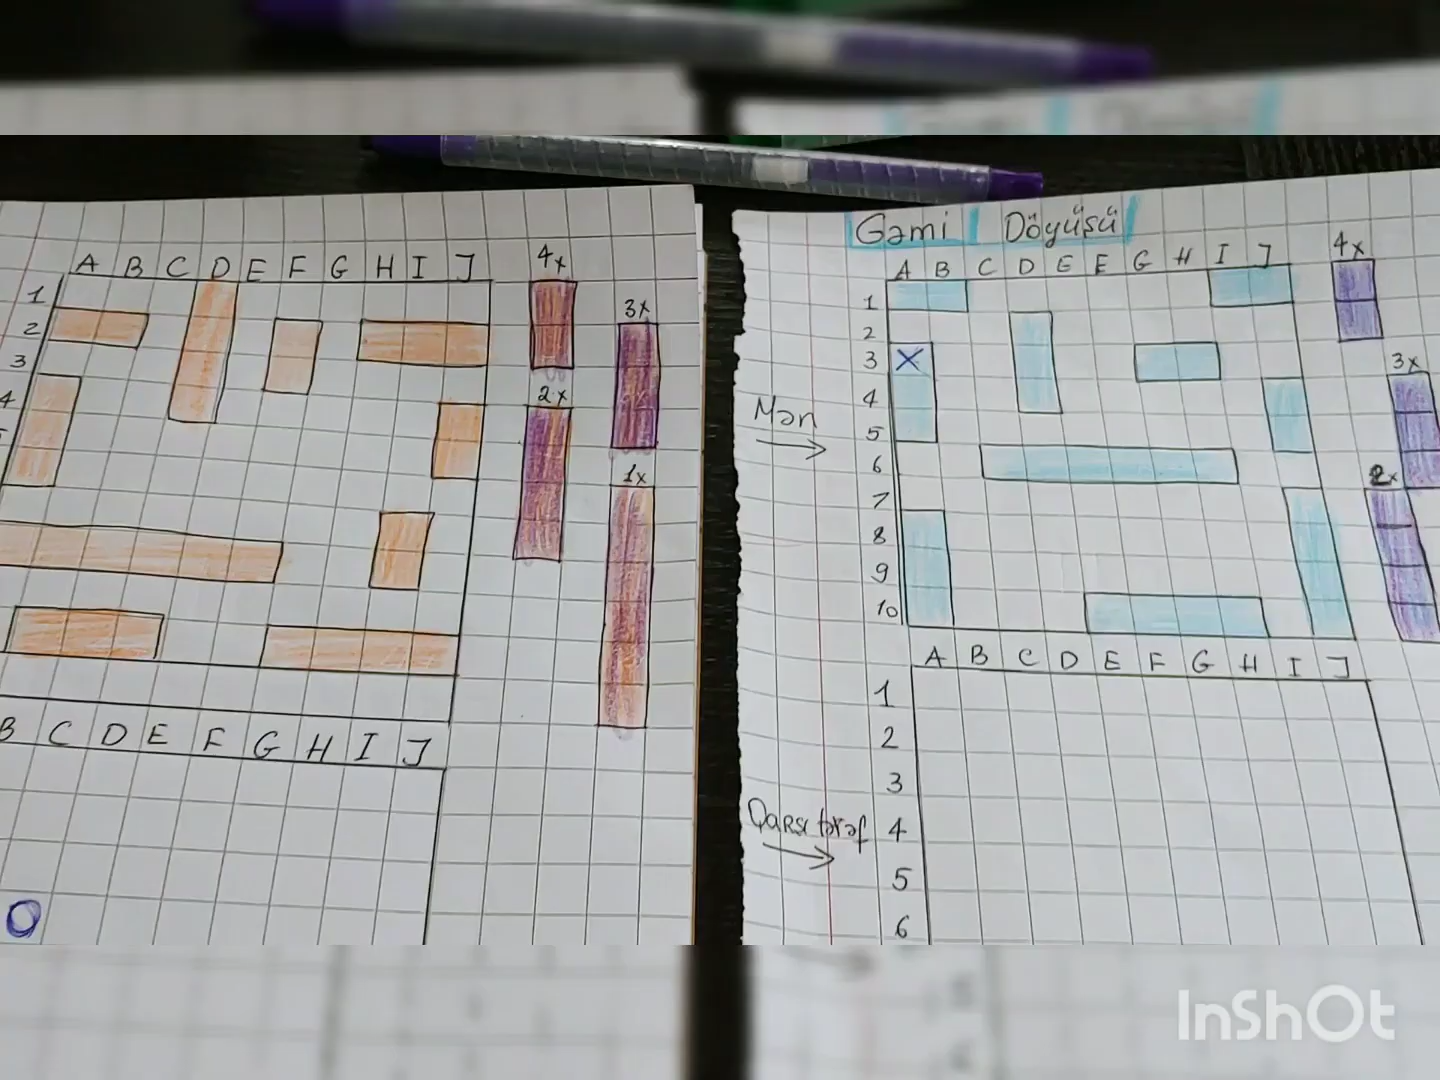 A B C D E F G H I J
1
2
3
4
4x
3x
2x
1x
B C D E F G H I J
O
Gəmi Döyüşü
A B C D E F G H I J
1
2
3
4
5
6
7
8
9
10
X
4x
3x
2x
Mən
A B C D E F G H I J
1
2
3
4
5
6
Qarşı tərəf
InShOt